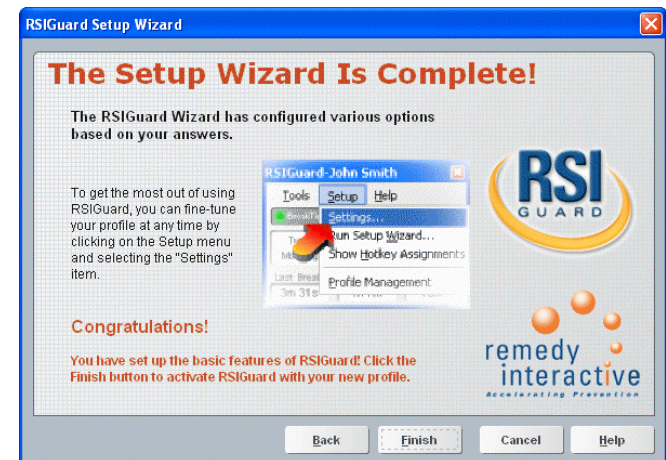 RSIGuard Setup Wizard
The Setup Wizard Is Complete!
The RSIGuard Wizard has configured various options
based on your answers.
To get the most out of using
RSIGuard, you can fine-tune
your profile at any time by
clicking on the Setup menu
and selecting the "Settings"
item.
RSIGuard-John Smith
Tools Setup Help
Settings...
Run Setup Wizard...
Show Hotkey Assignments
Profile Management
Last Brea
3m 31s
RSI
GUARD
Congratulations!
You have set up the basic features of RSIGuard! Click the
Finish button to activate RSIGuard with your new profile.
remedy
interactive
Accelerating Prevention
Back Finish Cancel Help